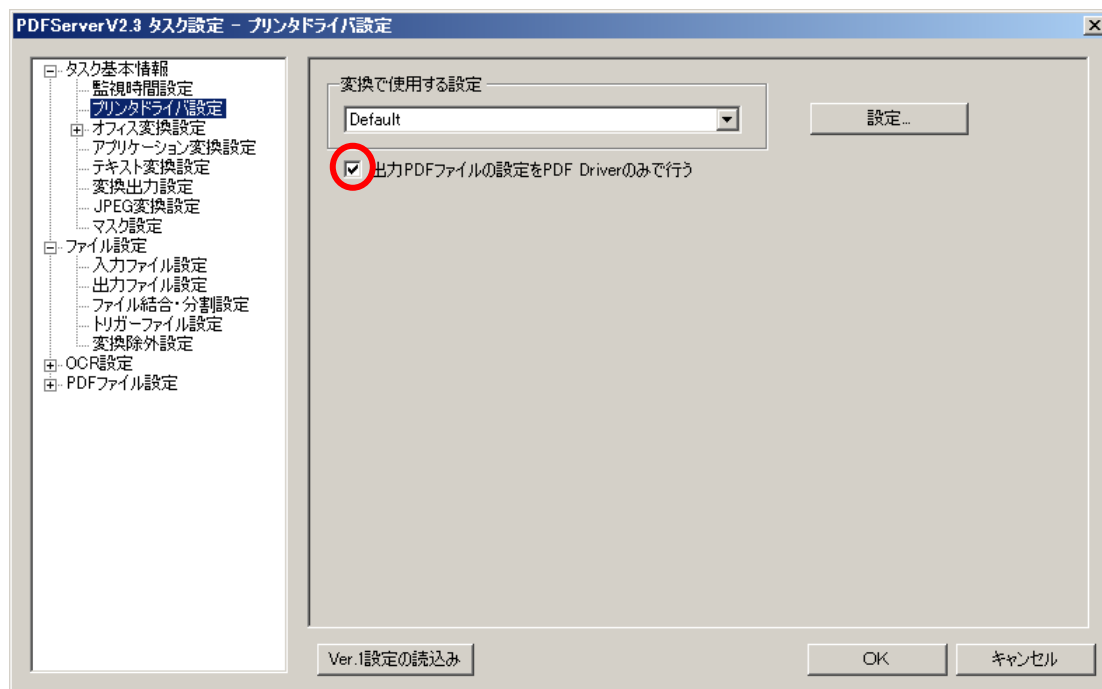 PDFServerV2.3 タスク設定 - プリンタドライバ設定
タスク基本情報
監視時間設定
プリンタドライバ設定
オフィス変換設定
アプリケーション変換設定
テキスト変換設定
変換出力設定
JPEG変換設定
マスク設定
ファイル設定
入力ファイル設定
出力ファイル設定
ファイル結合・分割設定
トリガーファイル設定
変換除外設定
OCR設定
PDFファイル設定
変換で使用する設定
Default
設定...
出力PDFファイルの設定をPDF Driverのみで行う
Ver.1設定の読込み
OK
キャンセル